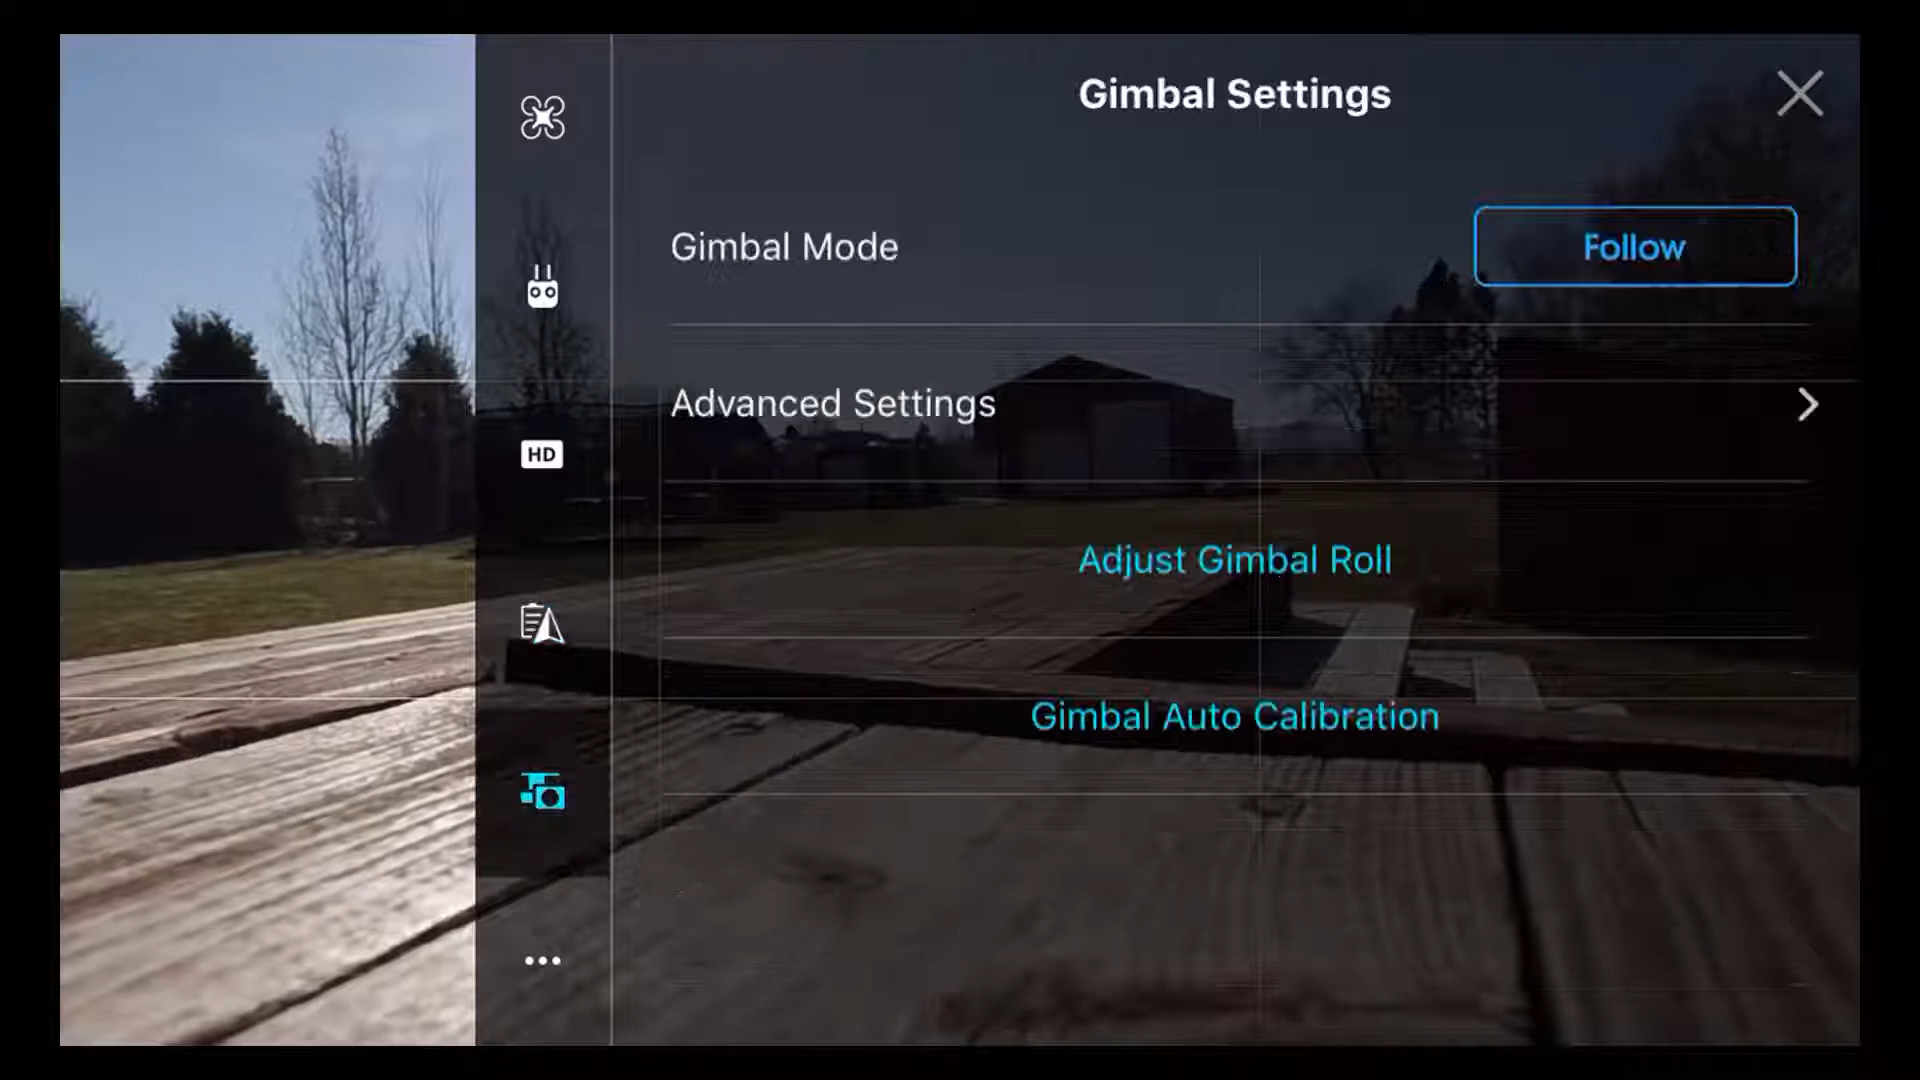 Gimbal Settings
Gimbal Mode
Follow
Advanced Settings
HD
Adjust Gimbal Roll
Gimbal Auto Calibration